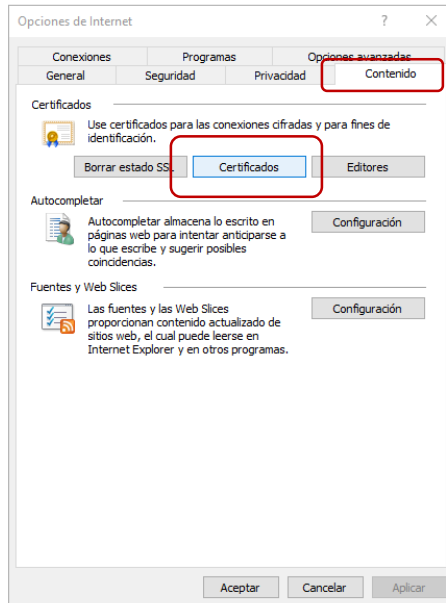 Opciones de Internet ? ×
Conexiones Programas Opciones avanzadas
General Seguridad Privacidad Contenido
Certificados
Use certificados para las conexiones cifradas y para fines de
identificación.
Borrar estado SSL Certificados Editores
Autocompletar
Autocompletar almacena lo escrito en
páginas web para intentar anticiparse a
lo que escribe y sugerir posibles
coincidencias.
Configuración
Fuentes y Web Slices
Las fuentes y las Web Slices
proporcionan contenido actualizado de
sitios web, el cual puede leerse en
Internet Explorer y en otros programas.
Configuración
Aceptar Cancelar Aplicar